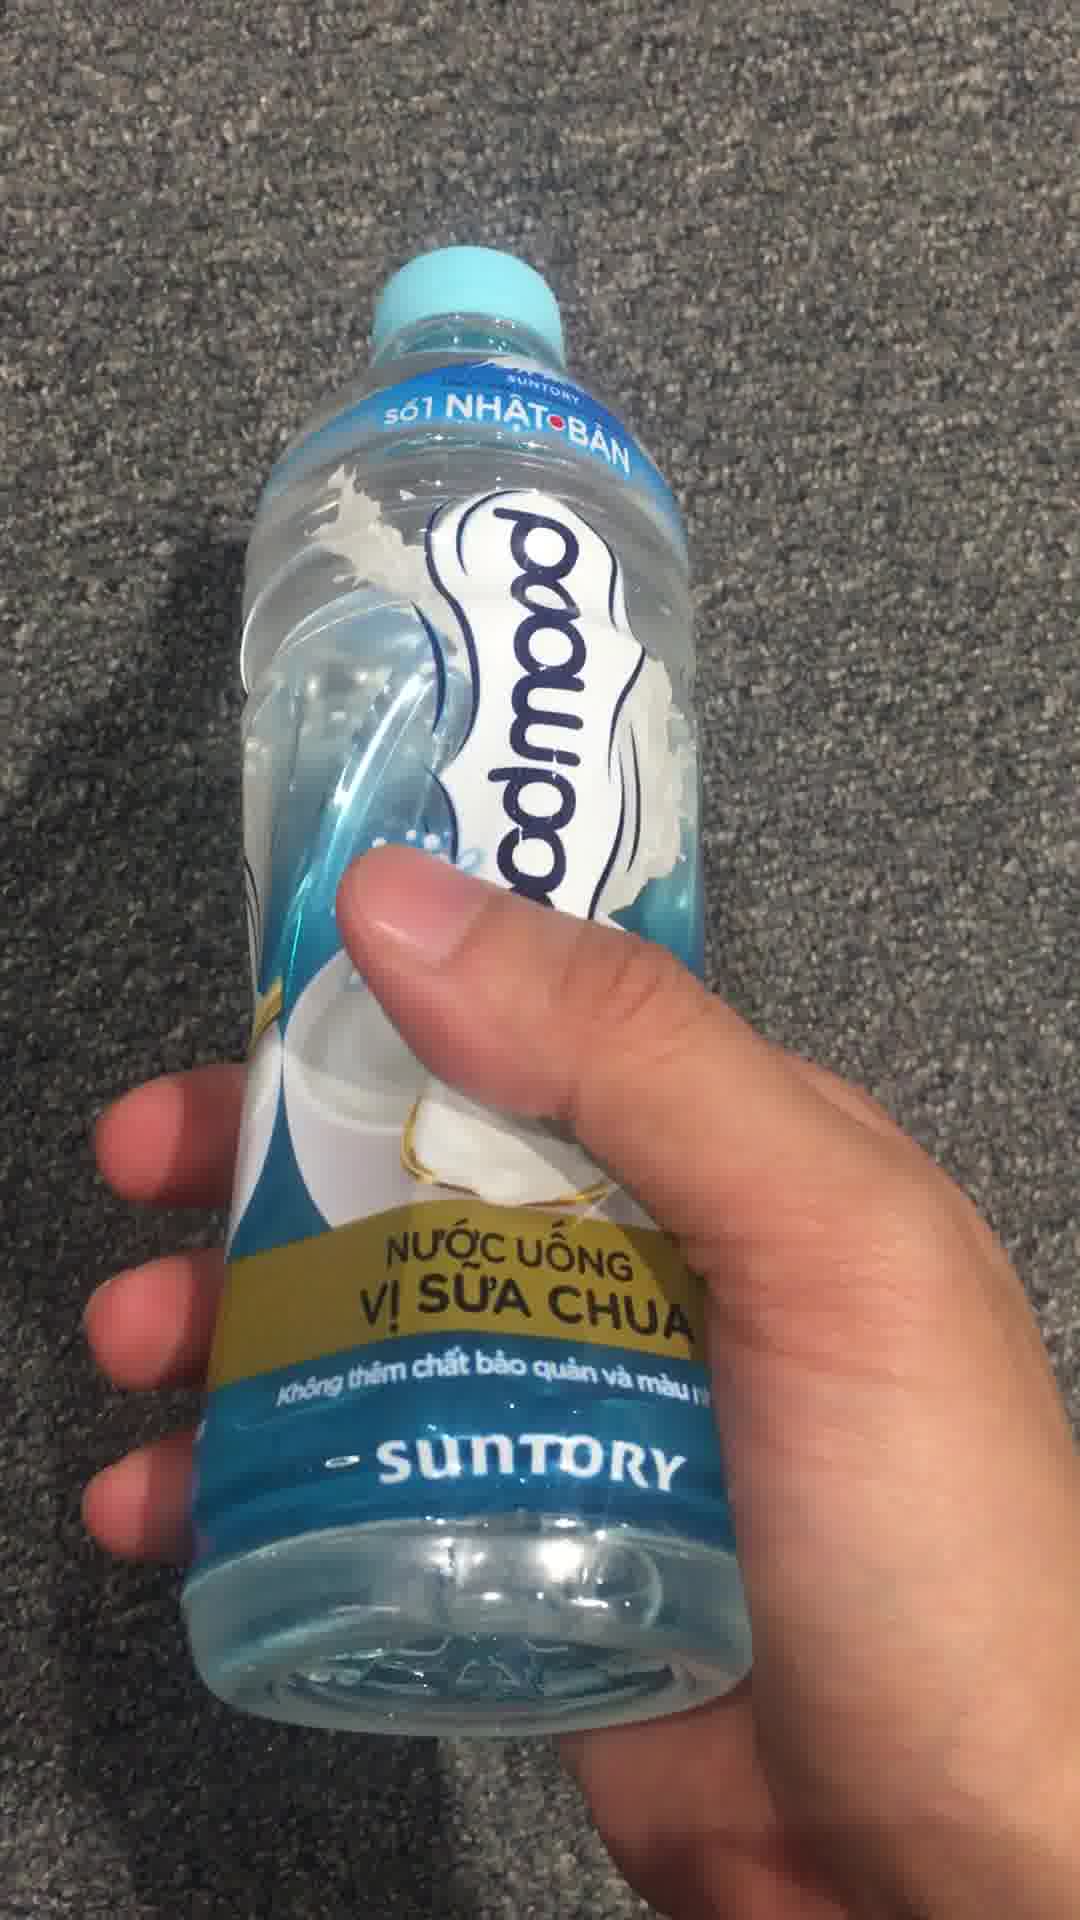 SUNTORY
SỐ1 NHẬT BẢN
NƯỚC UỐNG
VỊ SỮA CHUA
Không thêm chất bảo quản và màu
SUNTORY